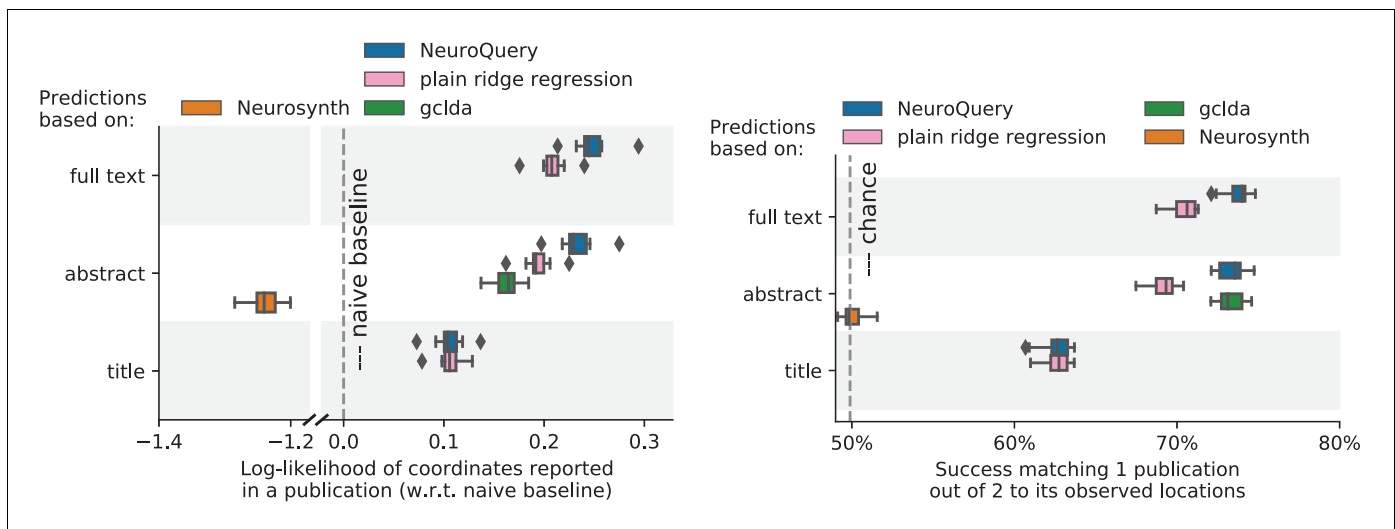 NeuroQuery
plain ridge regression
Predictions
based on:
Neurosynth
gclda
full text
abstract
title
--- naive baseline
−1.4
−1.2
0.0
0.1
0.2
0.3
Log-likelihood of coordinates reported
in a publication (w.r.t. naive baseline)
NeuroQuery
gclda
Predictions
based on:
plain ridge regression
Neurosynth
full text
abstract
title
--- chance
50%
60%
70%
80%
Success matching 1 publication
out of 2 to its observed locations